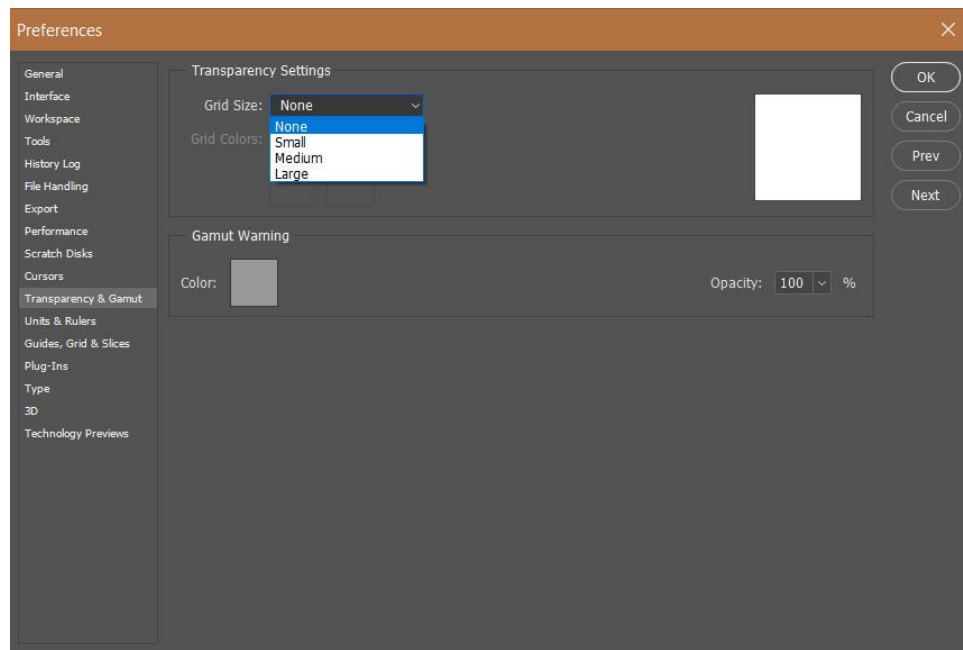 Preferences
General
Interface
Workspace
Tools
History Log
File Handling
Export
Performance
Scratch Disks
Cursors
Transparency & Gamut
Units & Rulers
Guides, Grid & Slices
Plug-Ins
Type
3D
Technology Previews
Transparency Settings
Grid Size: None
None
Small
Medium
Large
Grid Colors:
Gamut Warning
Color:
Opacity: 100 %
OK
Cancel
Prev
Next